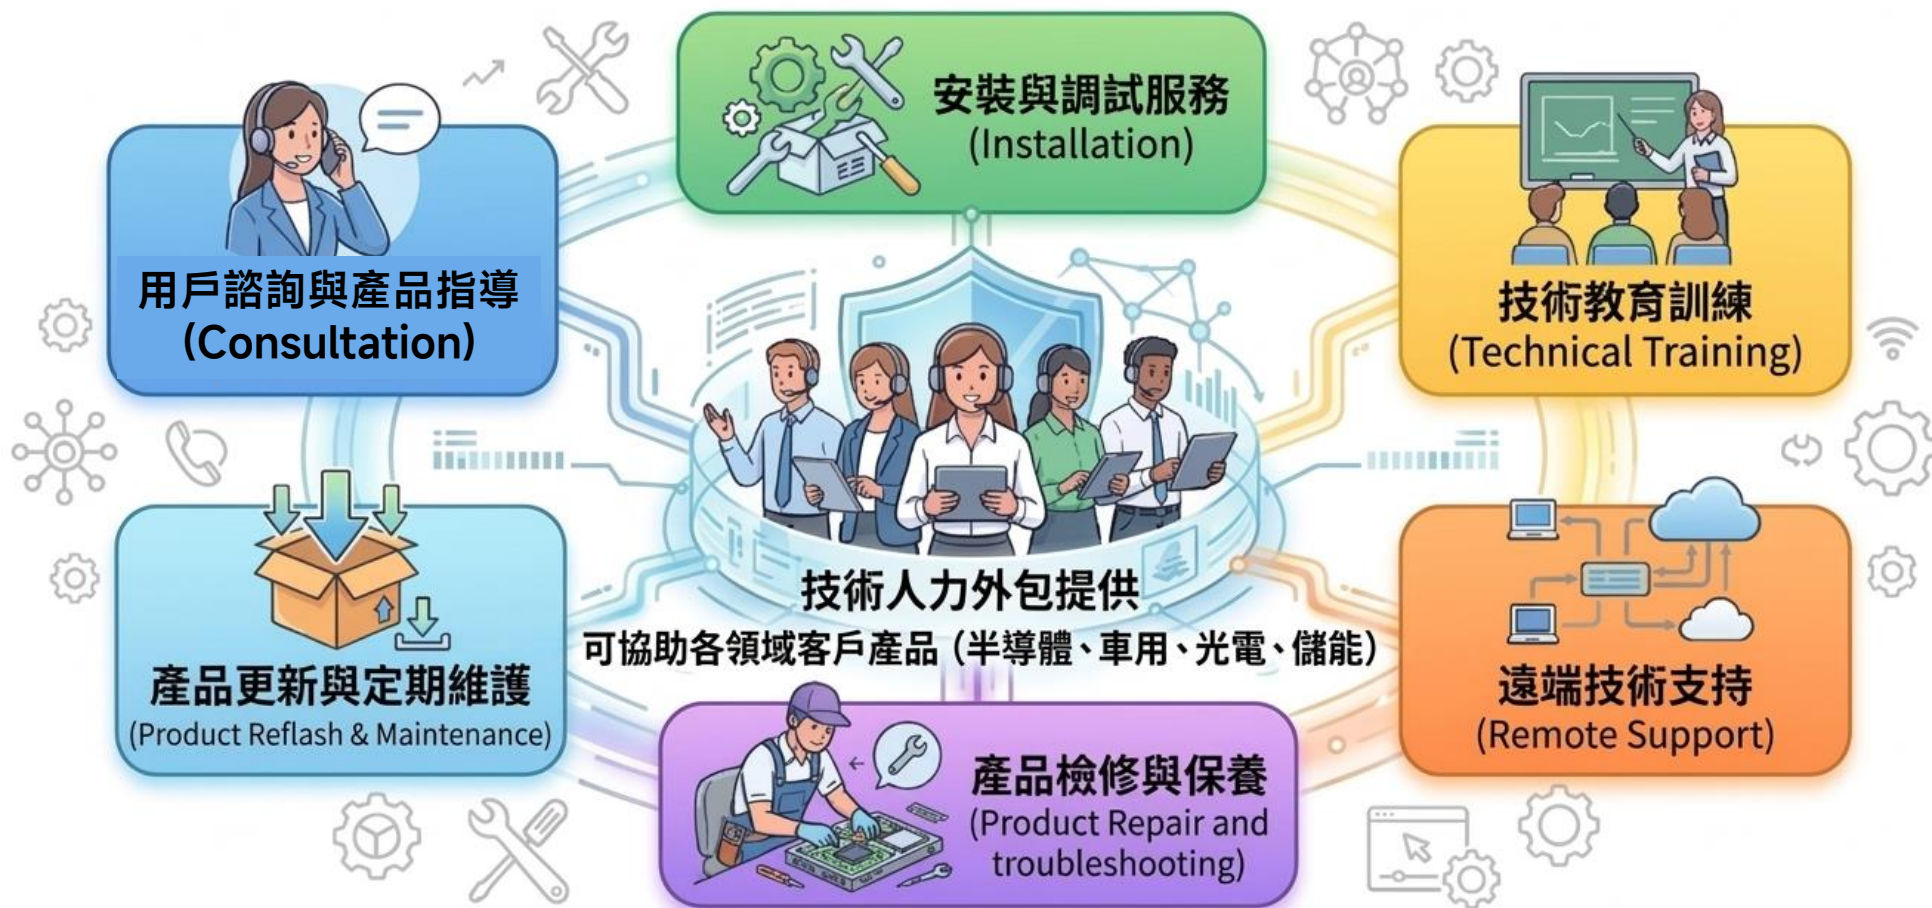 安裝與調試服務
(Installation)
用戶諮詢與產品指導
(Consultation)
技術教育訓練
(Technical Training)
技術人力外包提供
可協助各領域客戶產品（半導體、車用、光電、儲能）
產品更新與定期維護
(Product Reflash & Maintenance)
遠端技術支持
(Remote Support)
產品檢修與保養
(Product Repair and
troubleshooting)